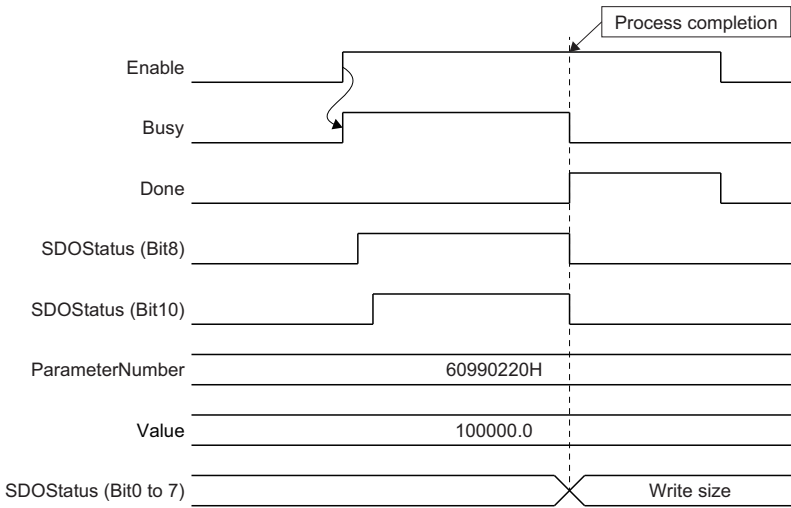 Process completion
Enable
Busy
Done
SDOStatus (Bit8)
SDOStatus (Bit10)
ParameterNumber 60990220H
Value 100000.0
SDOStatus (Bit0 to 7) Write size